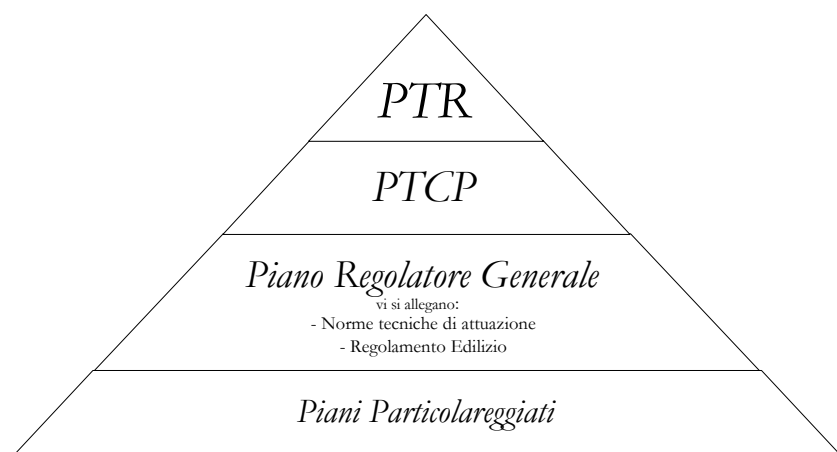 PTR
PTCP
Piano Regolatore Generale
vi si allegano:
- Norme tecniche di attuazione
- Regolamento Edilizio
Piani Particolareggiati